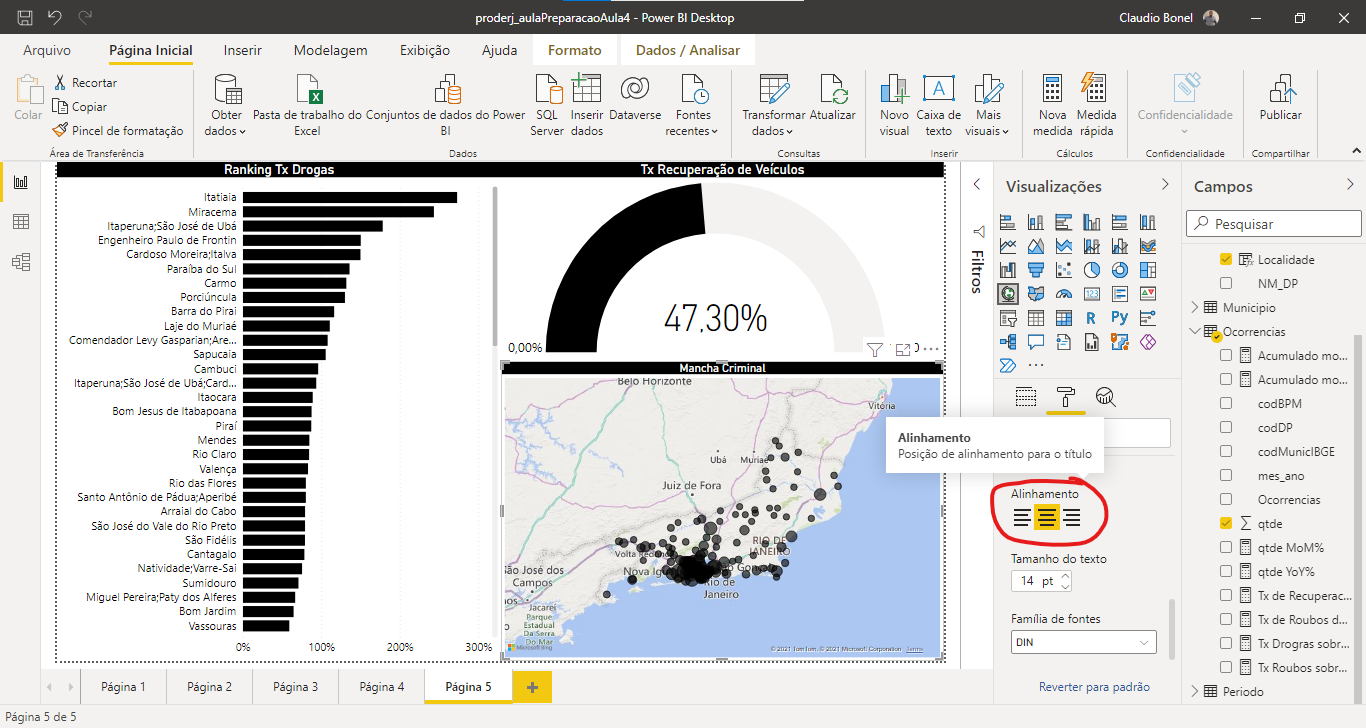 proderj_aulaPreparacaoAula4 - Power BI Desktop
Claudio Bonel
Arquivo
Página Inicial
Inserir
Modelagem
Exibição
Ajuda
Formato
Dados / Analisar
Colar
Recortar
Copiar
Pincel de formatação
Área de Transferência
Obter
dados
Pasta de trabalho do
Excel
Conjuntos de dados do Power
BI
SQL
Server
Inserir
dados
Dataverse
Fontes
recentes
Dados
Transformar
dados
Atualizar
Consultas
Novo
visual
Caixa de
texto
Mais
visuais
Inserir
Nova
medida
Medida
rápida
Cálculos
Confidencialidade
Confidencialidade
Publicar
Compartilhar
Ranking Tx Drogas
Itatiaia
Miracema
Itaperuna;São José de Ubá
Engenheiro Paulo de Frontin
Cardoso Moreira;Italva
Paraíba do Sul
Carmo
Porciúncula
Barra do Piraí
Laje do Muriaé
Comendador Levy Gasparian;Are...
Sapucaia
Cambuci
Itaperuna;São José de Ubá;Card...
Itaocara
Bom Jesus de Itabapoana
Piraí
Mendes
Rio Claro
Valença
Rio das Flores
Santo Antônio de Pádua;Aperibé
Arraial do Cabo
São José do Vale do Rio Preto
São Fidélis
Cantagalo
Natividade;Varre-Sai
Sumidouro
Miguel Pereira;Paty dos Alferes
Bom Jardim
Vassouras
0%
100%
200%
300%
Tx Recuperação de Veículos
47,30%
0,00%
Mancha Criminal
Belo Horizonte
Vitória
Ubá
Muriaé
Juiz de Fora
RIO DE
JANEIRO
Volta Redonda
Nova Igu
São José dos
Campos
Rio de
Janeiro
Jacareí
Parque
Estadual
Da Serra
Do Mar
Microsoft Bing
© 2021 TomTom, © 2021 Microsoft Corporation Terms
Filtros
Visualizações
R
Py
123
Alinhamento
Posição de alinhamento para o título
Alinhamento
Tamanho do texto
14 pt
Família de fontes
DIN
Reverter para padrão
Campos
Pesquisar
Localidade
NM_DP
Municipio
Ocorrencias
Acumulado mo...
Acumulado mo...
codBPM
codDP
codMunicIBGE
mes_ano
Ocorrencias
qtde
qtde MoM%
qtde YoY%
Tx de Recuperac...
Tx de Roubos d...
Tx Drogras sobr...
Tx Roubos sobr...
Periodo
Página 1
Página 2
Página 3
Página 4
Página 5
Página 5 de 5